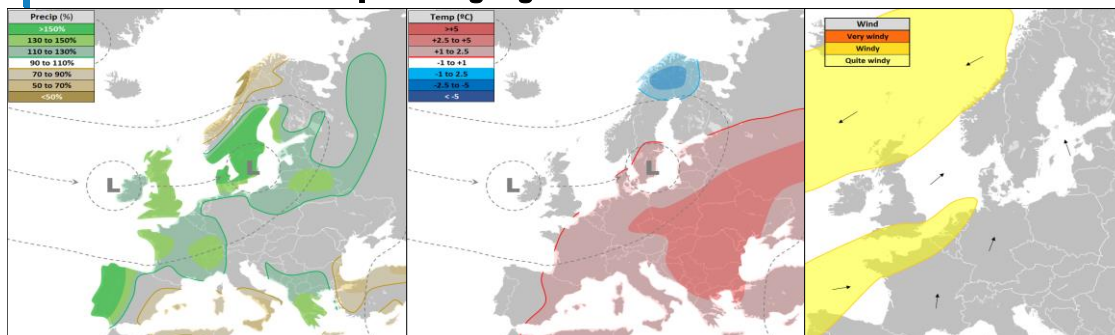 Precip (%)
>150%
130 to 150%
110 to 130%
90 to 110%
70 to 90%
50 to 70%
<50%
L
L
Temp (ºC)
>+5
+2.5 to +5
+1 to 2.5
-1 to +1
-1 to 2.5
-2.5 to -5
< -5
L
L
Wind
Very windy
Windy
Quite windy